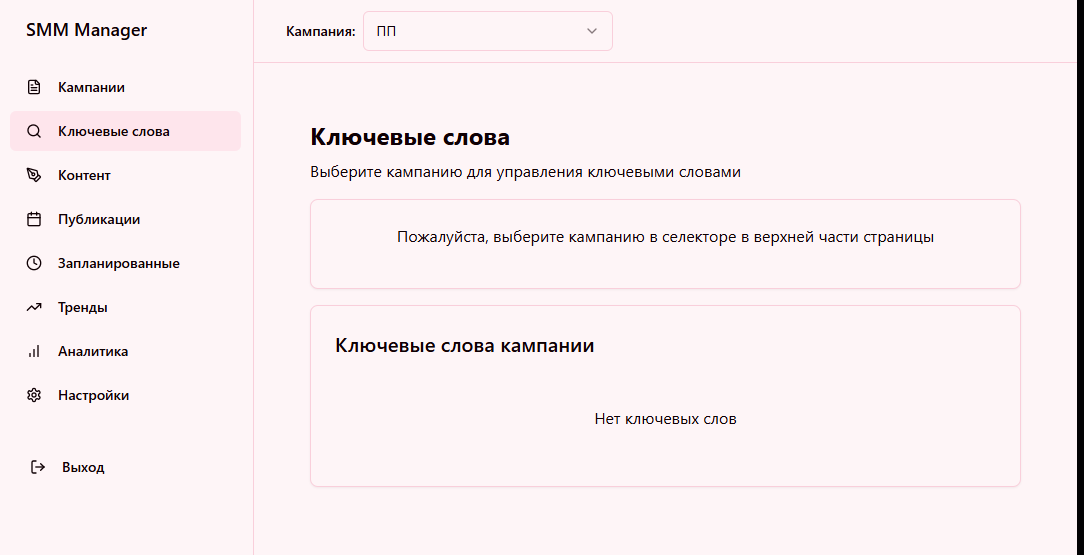 SMM Manager
Кампания: ПП
Кампании
Ключевые слова
Контент
Публикации
Запланированные
Тренды
Аналитика
Настройки
Выход
Ключевые слова
Выберите кампанию для управления ключевыми словами
Пожалуйста, выберите кампанию в селекторе в верхней части страницы
Ключевые слова кампании
Нет ключевых слов